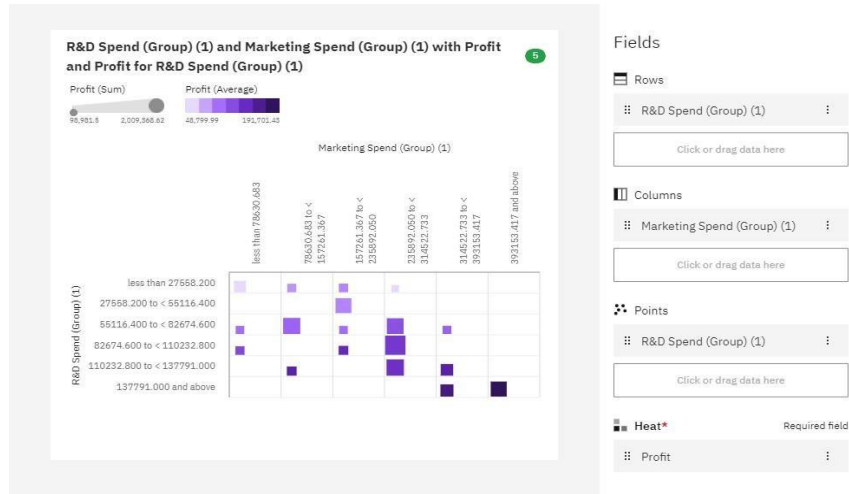 R&D Spend (Group) (1) and Marketing Spend (Group) (1) with Profit
and Profit for R&D Spend (Group) (1)
5
Profit (Sum)
98,981.8
2,009,368.62
Profit (Average)
48,799.99
191,701.48
Marketing Spend (Group) (1)
less than 78630.683
78630.683 to <
157261.367
157261.367 to <
235892.050
235892.050 to <
314522.733
314522.733 to <
393153.417
393153.417 and above
R&D Spend (Group) (1)
less than 27558.200
27558.200 to < 55116.400
55116.400 to < 82674.600
82674.600 to < 110232.800
110232.800 to < 137791.000
137791.000 and above
Fields
Rows
R&D Spend (Group) (1)
Click or drag data here
Columns
Marketing Spend (Group) (1)
Click or drag data here
Points
R&D Spend (Group) (1)
Click or drag data here
Heat*
Required field
Profit